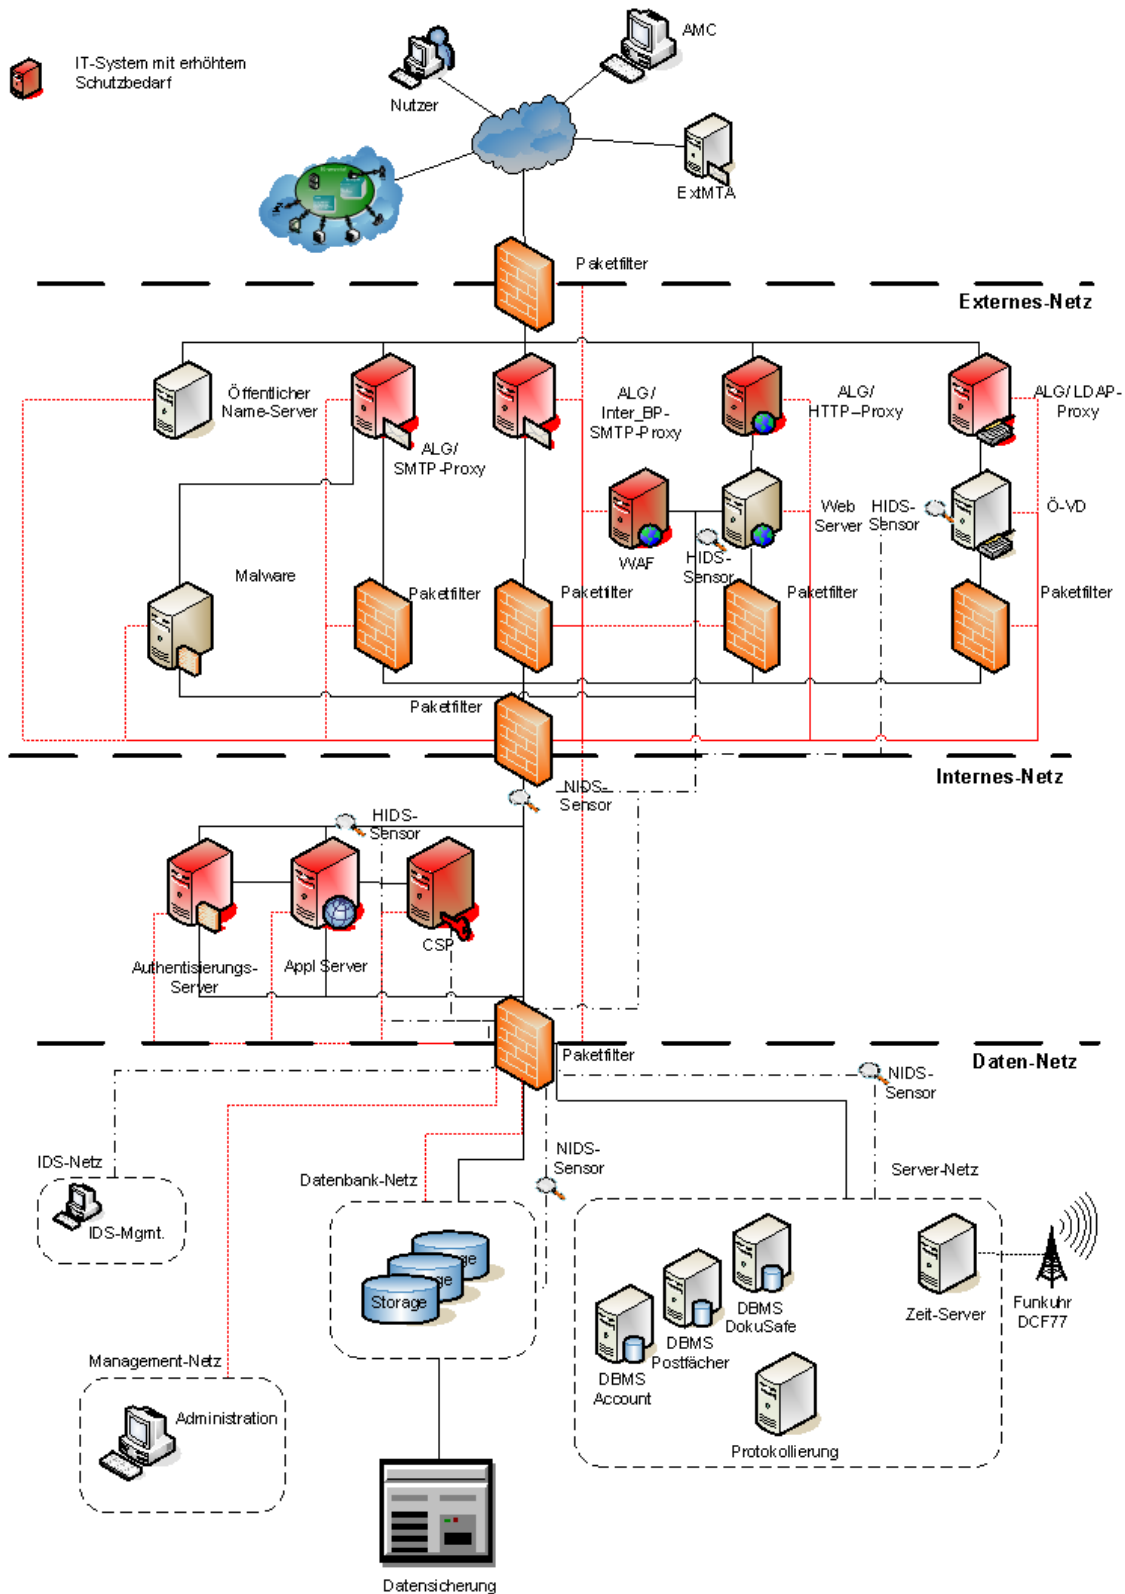 IT-System mit erhöhtem
Schutzbedarf
AMC
Nutzer
ExtMTA
Paketfilter
Externes-Netz
Öffentlicher
Name-Server
ALG/
SMTP-Proxy
ALG/
Inter_BP-
SMTP-Proxy
ALG/
HTTP-Proxy
ALG/ LDAP-
Proxy
WAF
HIDS-
Sensor
Web
Server
HIDS-
Sensor
Ö-VD
Malware
Paketfilter
Paketfilter
Paketfilter
Paketfilter
Paketfilter
Internes-Netz
NIDS-
Sensor
HIDS-
Sensor
Authentisierungs-
Server
Appl Server
CSP
Paketfilter
Daten-Netz
NIDS-
Sensor
IDS-Netz
IDS-Mgmt.
Datenbank-Netz
NIDS-
Sensor
Server-Netz
Storage
DBMS
DokuSafe
DBMS
Postfächer
DBMS
Account
Zeit-Server
Funkuhr
DCF77
Protokollierung
Management-Netz
Administration
Datensicherung